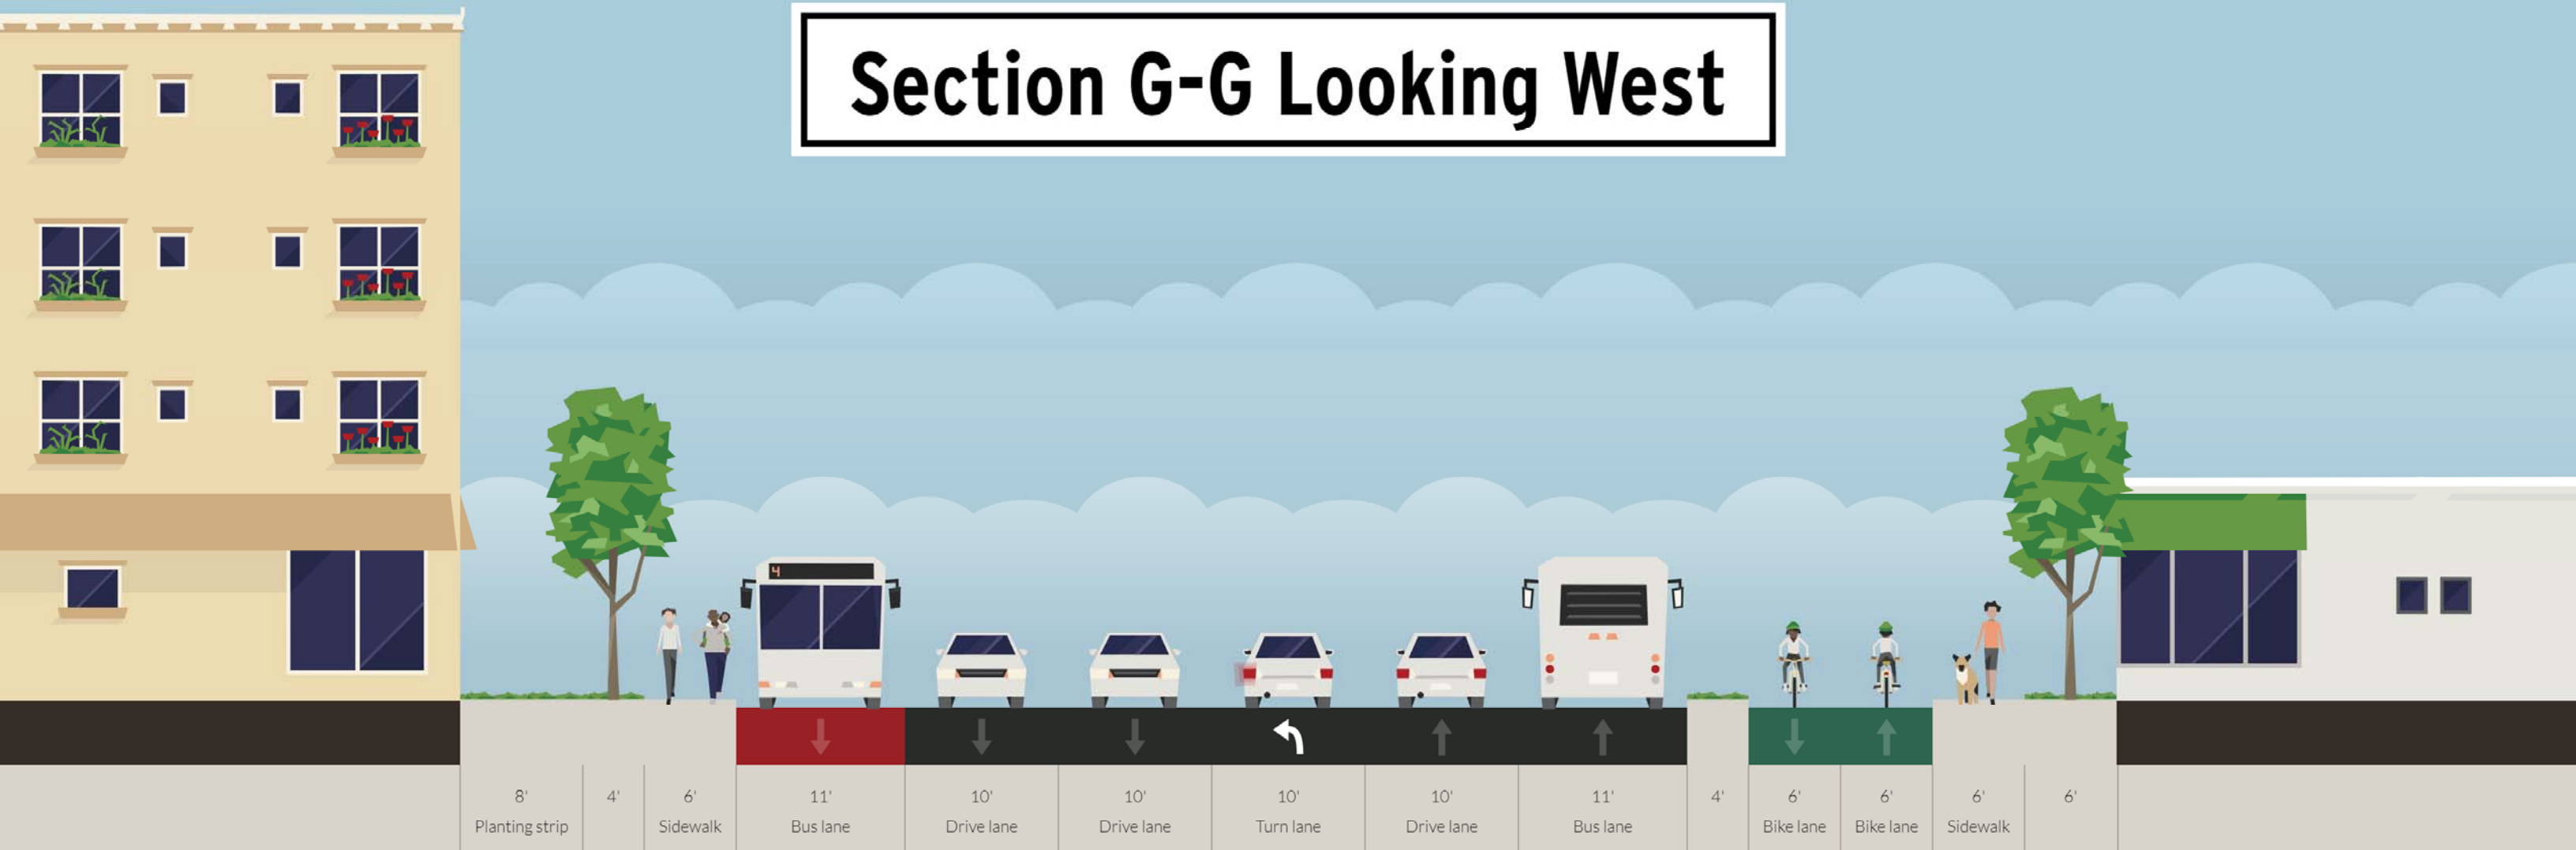 Section G-G Looking West
4
8' 4' 6' 11' 10' 10' 10' 10' 11' 4' 6' 6' 6' 6'
Planting strip Sidewalk Bus lane Drive lane Drive lane Turn lane Drive lane Bus lane Bike lane Bike lane Sidewalk